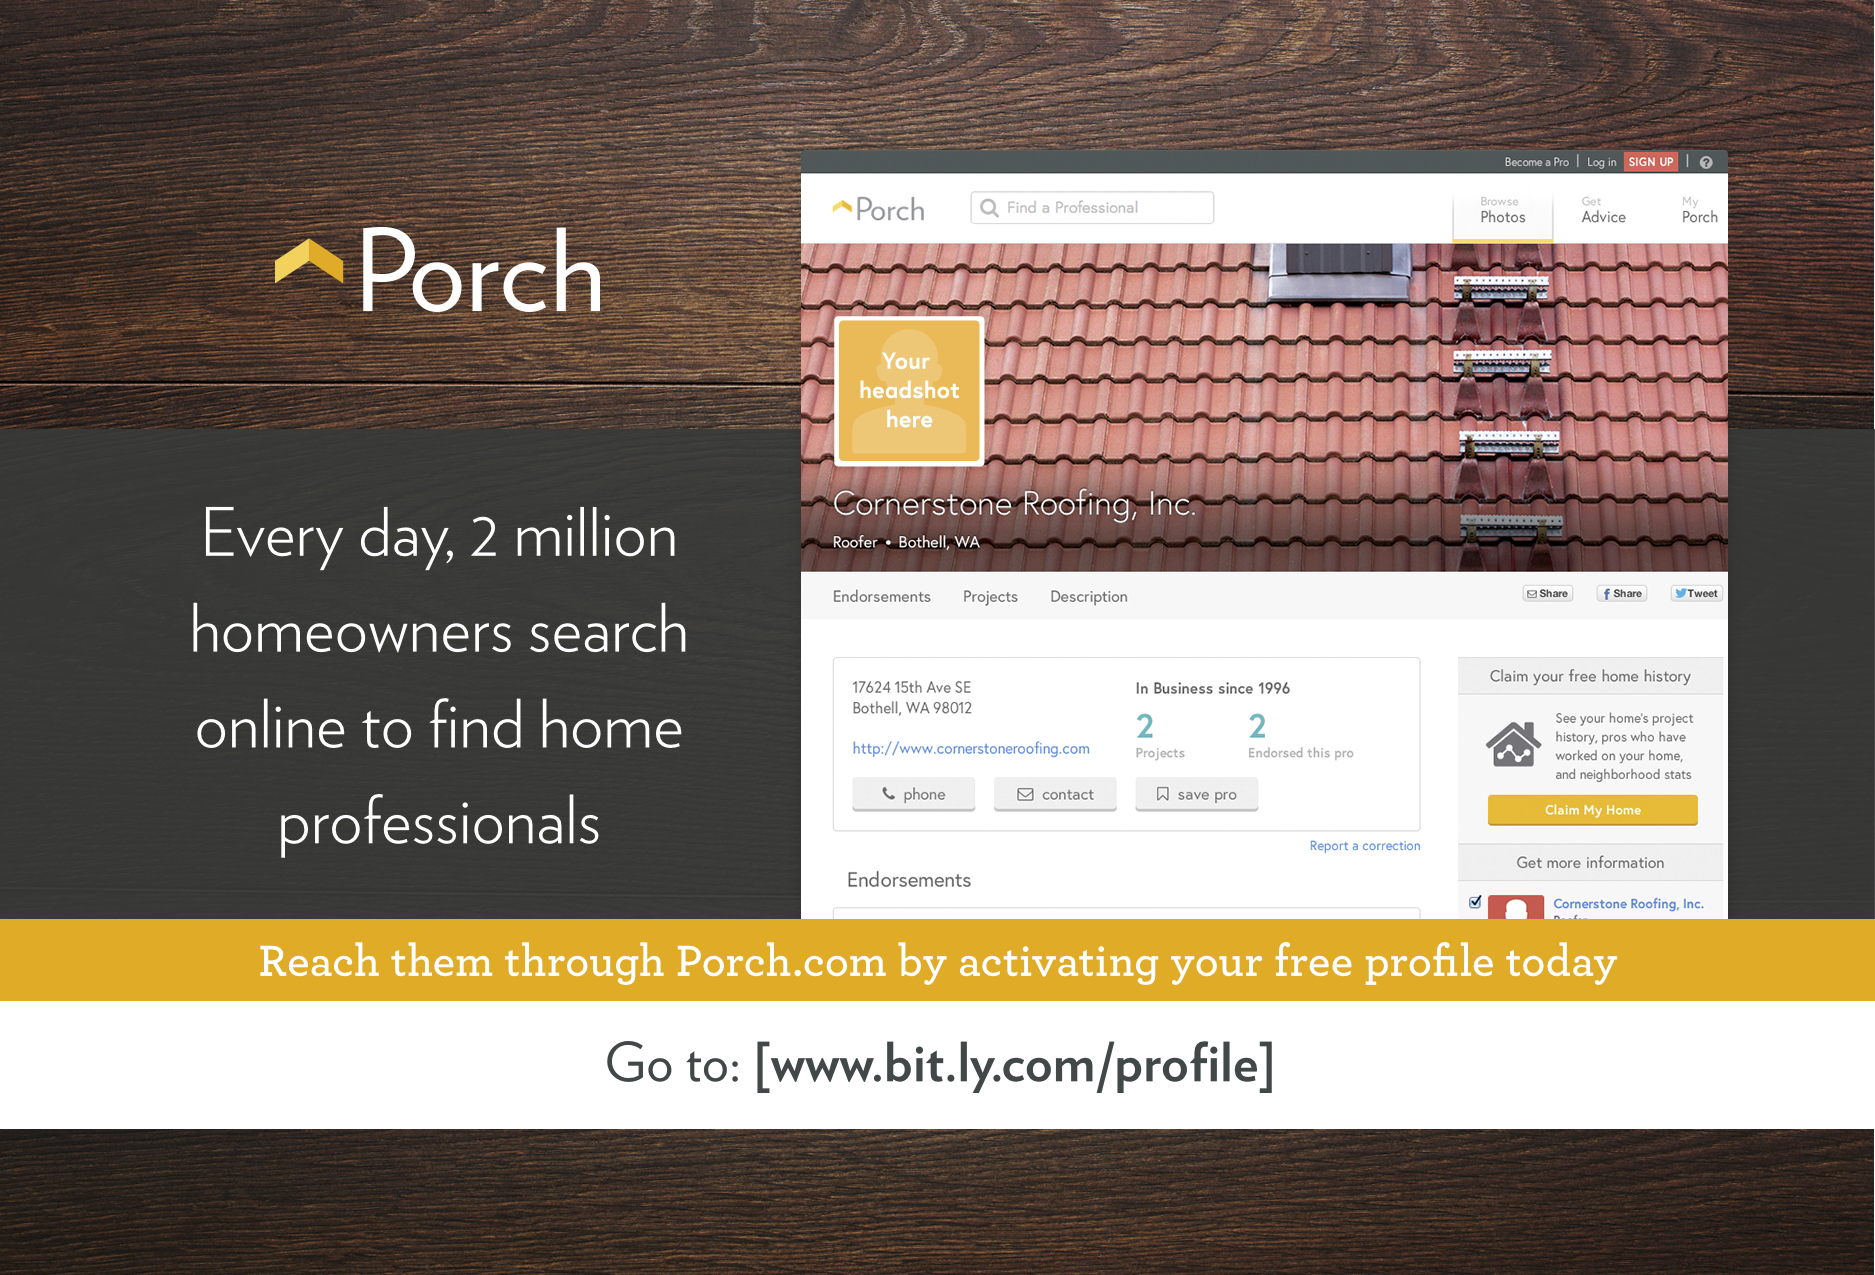 Porch
Every day, 2 million
homeowners search
online to find home
professionals
Become a Pro | Log in SIGN UP | ?
Porch
Find a Professional
Browse
Photos
Get
Advice
My
Porch
Your
headshot
here
Cornerstone Roofing, Inc.
Roofer • Bothell, WA
Endorsements Projects Description
Share Share Tweet
17624 15th Ave SE
Bothell, WA 98012
http://www.cornerstoneroofing.com
In Business since 1996
2
Projects
2
Endorsed this pro
phone contact save pro
Report a correction
Endorsements
Claim your free home history
See your home's project
history, pros who have
worked on your home,
and neighborhood stats
Claim My Home
Get more information
Cornerstone Roofing, Inc.
Reach them through Porch.com by activating your free profile today
Go to: [www.bit.ly.com/profile]